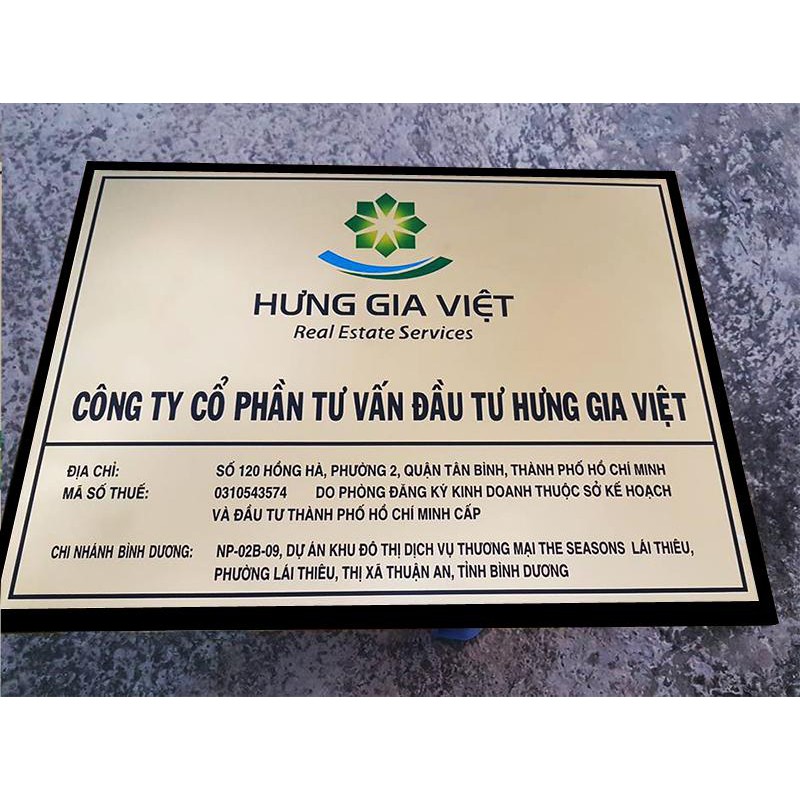 HƯNG GIA VIỆT
Real Estate Services
CÔNG TY CỔ PHẦN TƯ VẤN ĐẦU TƯ HƯNG GIA VIỆT
ĐỊA CHỈ: SỐ 120 HỒNG HÀ, PHƯỜNG 2, QUẬN TÂN BÌNH, THÀNH PHỐ HỒ CHÍ MINH
MÃ SỐ THUẾ: 0310543574 DO PHÒNG ĐĂNG KÝ KINH DOANH THUỘC SỞ KẾ HOẠCH
VÀ ĐẦU TƯ THÀNH PHỐ HỒ CHÍ MINH CẤP
CHI NHÁNH BÌNH DƯƠNG: NP-02B-09, DỰ ÁN KHU ĐÔ THỊ DỊCH VỤ THƯƠNG MẠI THE SEASONS LÁI THIÊU,
PHƯỜNG LÁI THIÊU, THỊ XÃ THUẬN AN, TỈNH BÌNH DƯƠNG